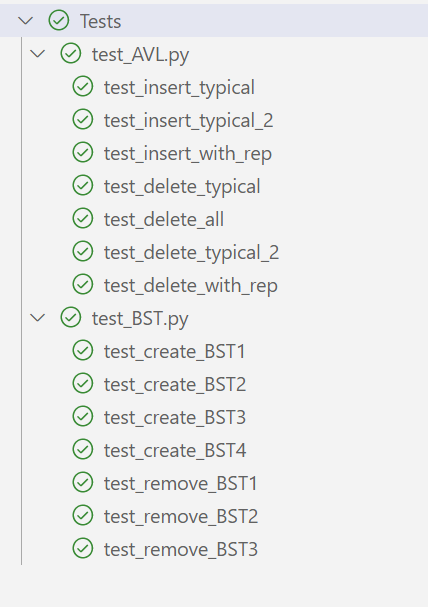 Tests
test_AVL.py
test_insert_typical
test_insert_typical_2
test_insert_with_rep
test_delete_typical
test_delete_all
test_delete_typical_2
test_delete_with_rep
test_BST.py
test_create_BST1
test_create_BST2
test_create_BST3
test_create_BST4
test_remove_BST1
test_remove_BST2
test_remove_BST3